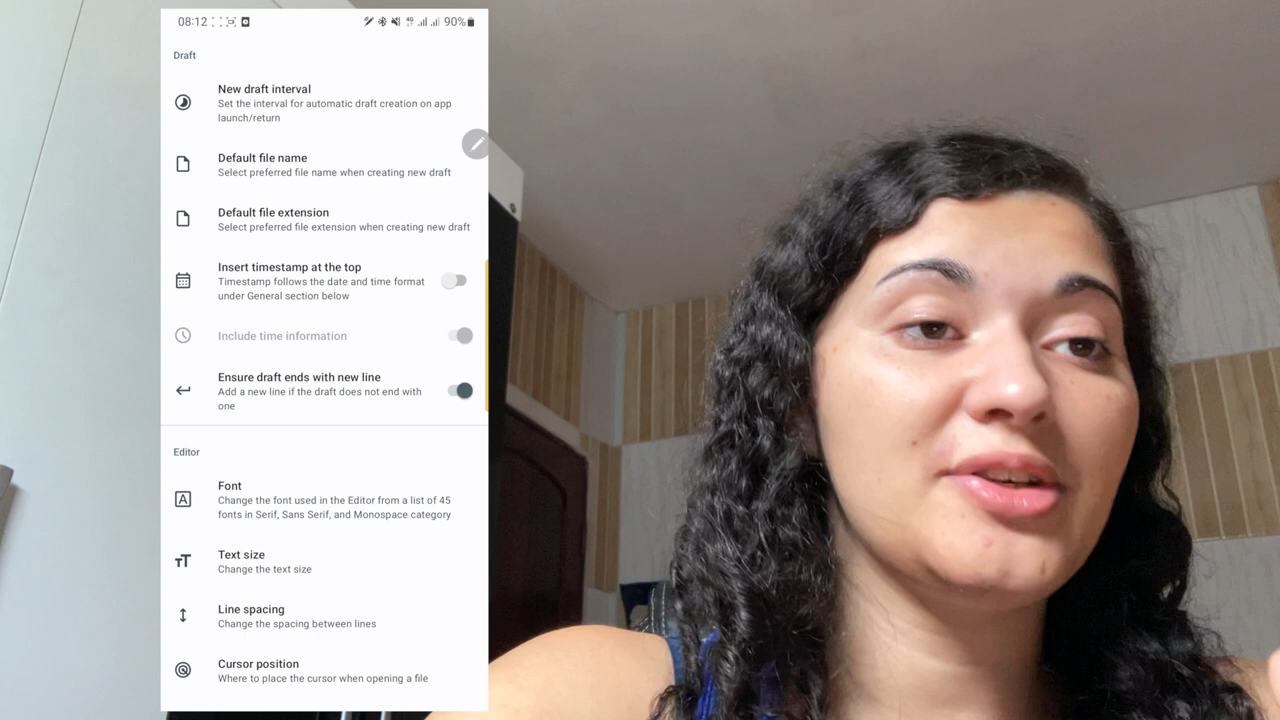 08:12
4G
90%
Draft
New draft interval
Set the interval for automatic draft creation on app
launch/return
Default file name
Select preferred file name when creating new draft
Default file extension
Select preferred file extension when creating new draft
Insert timestamp at the top
Timestamp follows the date and time format
under General section below
Include time information
Ensure draft ends with new line
Add a new line if the draft does not end with
one
Editor
Font
Change the font used in the Editor from a list of 45
fonts in Serif, Sans Serif, and Monospace category
Text size
Change the text size
Line spacing
Change the spacing between lines
Cursor position
Where to place the cursor when opening a file